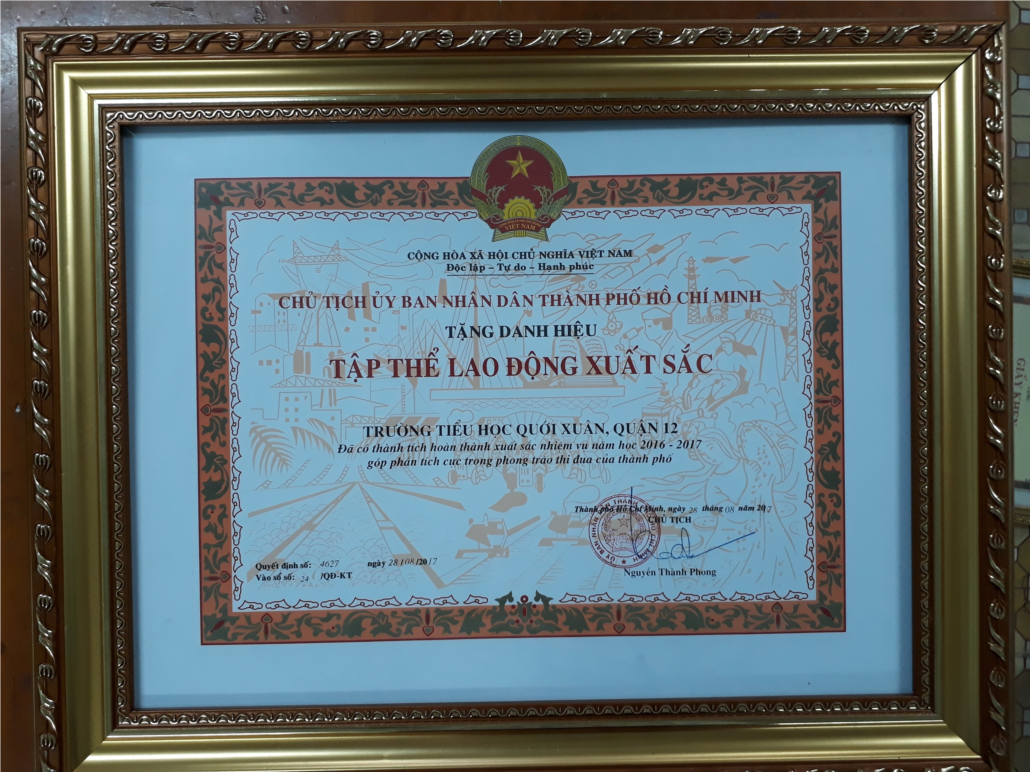 VIỆT NAM
CỘNG HÒA XÃ HỘI CHỦ NGHĨA VIỆT NAM
Độc lập – Tự do – Hạnh phúc
CHỦ TỊCH ỦY BAN NHÂN DÂN THÀNH PHỐ HỒ CHÍ MINH
TẶNG DANH HIỆU
TẬP THỂ LAO ĐỘNG XUẤT SẮC
TRƯỜNG TIỂU HỌC QUỚI XUÂN, QUẬN 12
Đã có thành tích hoàn thành xuất sắc nhiệm vụ năm học 2016 - 2017
góp phần tích cực trong phong trào thi đua của thành phố
Thành phố Hồ Chí Minh, ngày 28 tháng 08 năm 2017
CHỦ TỊCH
Quyết định số: 4627 ngày 28/08/2017
Vào sổ số: 24 /QĐ-KT
Nguyễn Thành Phong
GIẤY KHEN